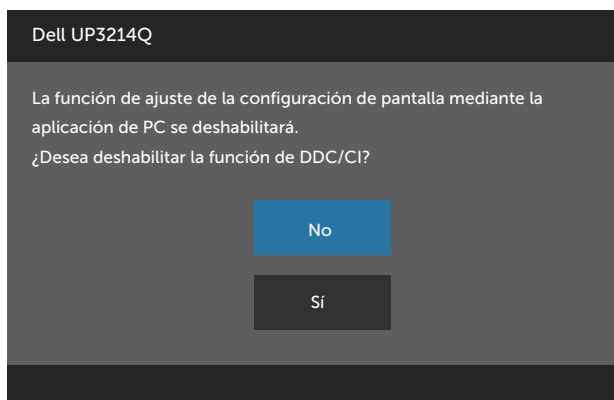 Dell UP3214Q
La función de ajuste de la configuración de pantalla mediante la
aplicación de PC se deshabilitará.
¿Desea deshabilitar la función de DDC/CI?
No
Sí